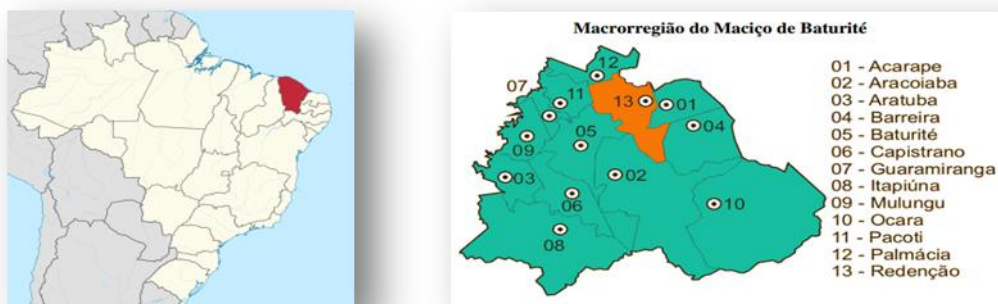 Macrorregião do Maciço de Baturité
12
07
11
13
01
04
05
09
03
02
06
10
08
01 - Acarape
02 - Aracoiaba
03 - Aratuba
04 - Barreira
05 - Baturité
06 - Capistrano
07 - Guaramiranga
08 - Itapiúna
09 - Mulungu
10 - Ocara
11 - Pacoti
12 - Palmácia
13 - Redenção